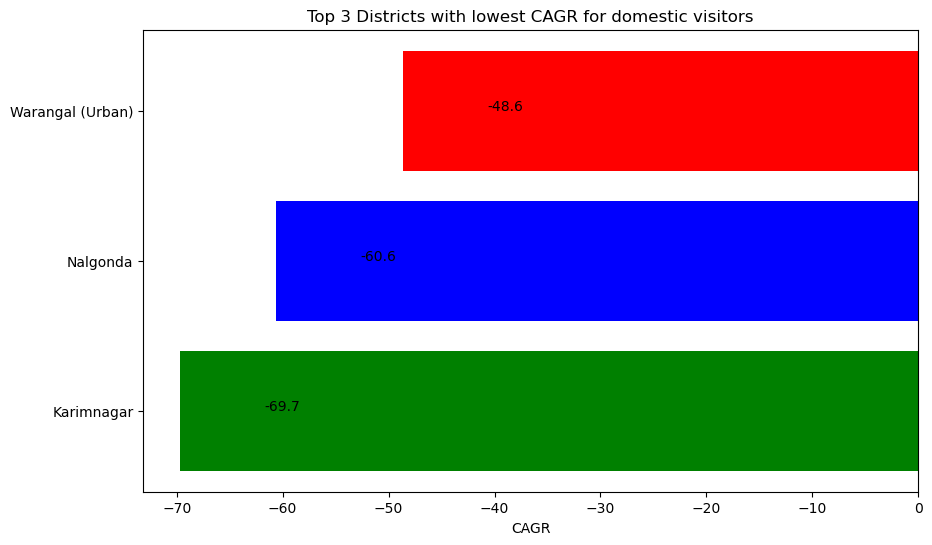 Top 3 Districts with lowest CAGR for domestic visitors
Warangal (Urban)
-48.6
Nalgonda
-60.6
Karimnagar
-69.7
−70 −60 −50 −40 −30 −20 −10 0
CAGR